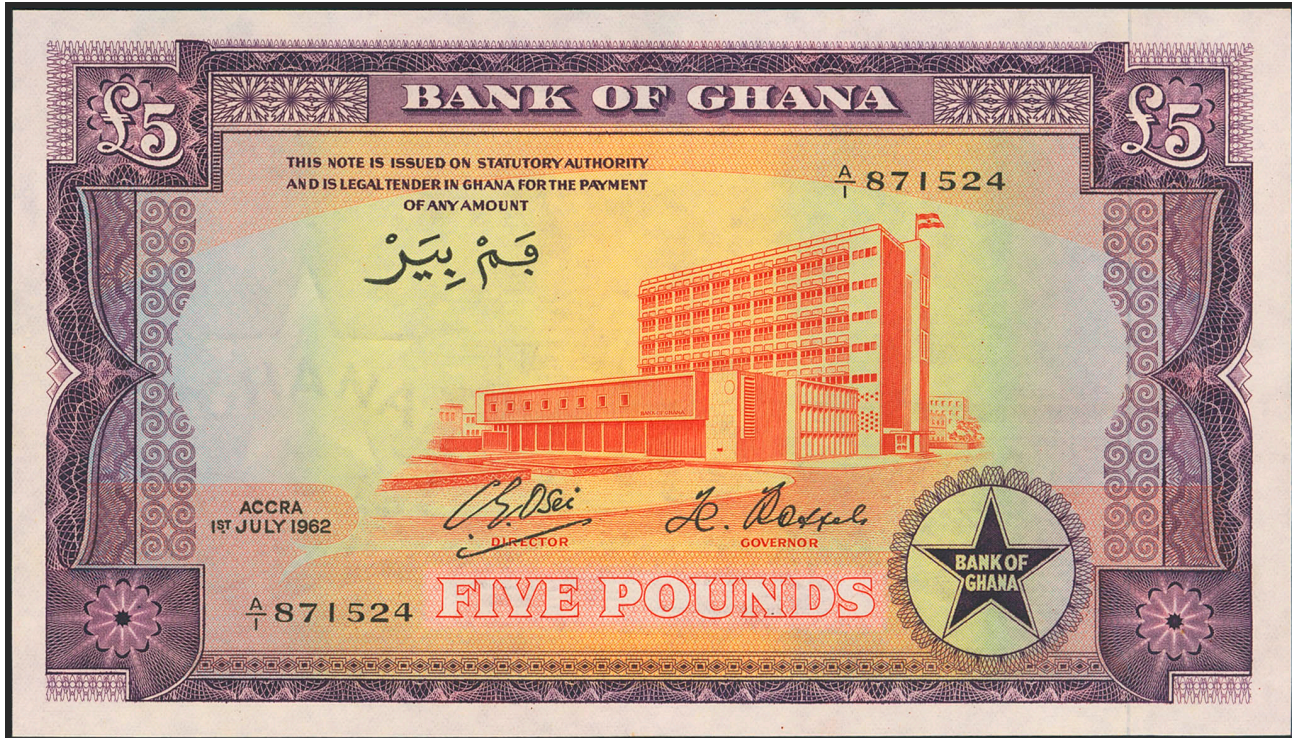 BANK OF GHANA
£5
£5
THIS NOTE IS ISSUED ON STATUTORY AUTHORITY
AND IS LEGAL TENDER IN GHANA FOR THE PAYMENT
OF ANY AMOUNT
A/1 871524
ڢَمْ بِيَرْ
BANK OF GHANA
ACCRA
1ST JULY 1962
Osei
DIRECTOR
GOVERNOR
BANK OF
GHANA
A/1 871524
FIVE POUNDS